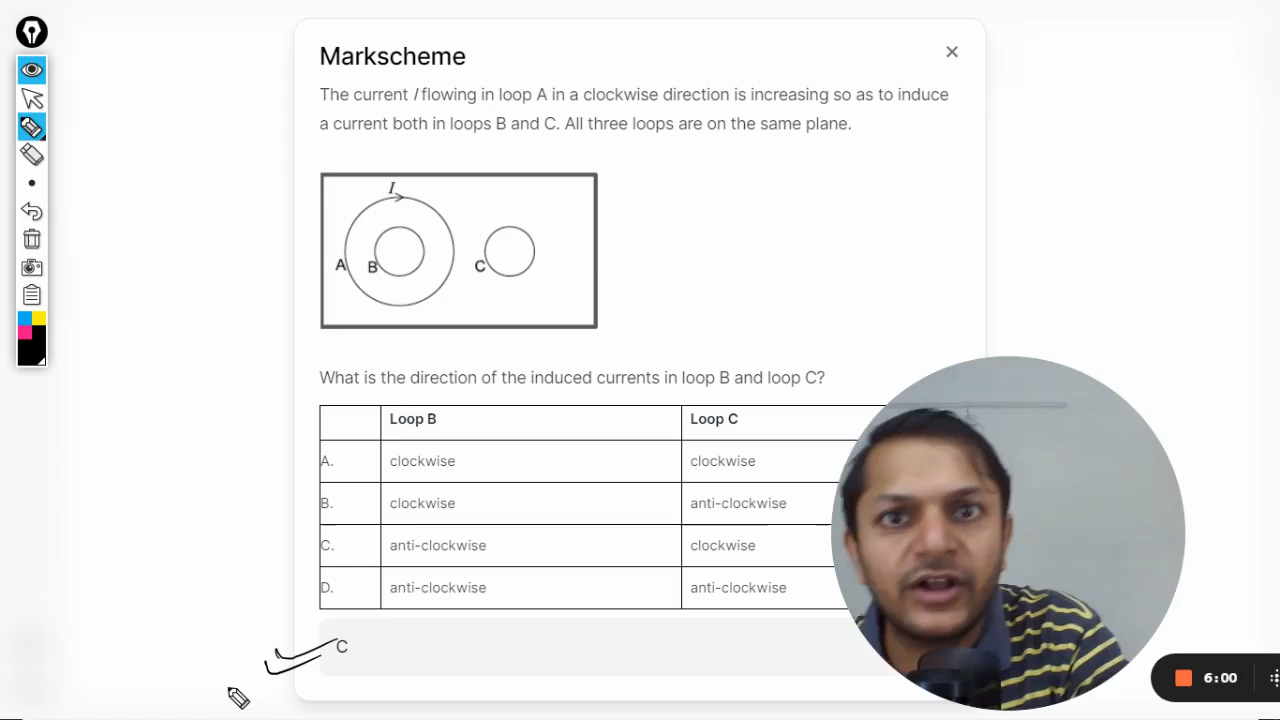 Markscheme
The current I flowing in loop A in a clockwise direction is increasing so as to induce
a current both in loops B and C. All three loops are on the same plane.
I
A B C
What is the direction of the induced currents in loop B and loop C?
Loop B Loop C
A. clockwise clockwise
B. clockwise anti-clockwise
C. anti-clockwise clockwise
D. anti-clockwise anti-clockwise
C
6:00